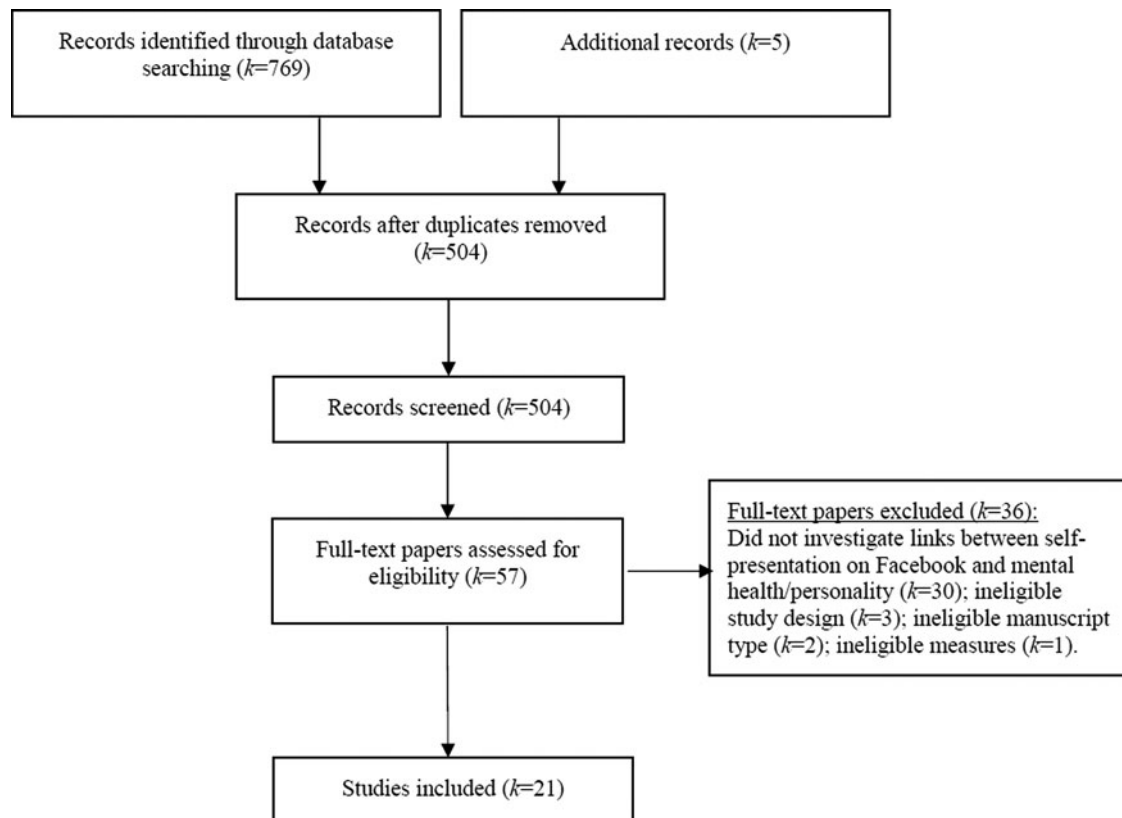 Records identified through database
searching (k=769)
Additional records (k=5)
Records after duplicates removed
(k=504)
Records screened (k=504)
Full-text papers assessed for
eligibility (k=57)
Full-text papers excluded (k=36):
Did not investigate links between self-
presentation on Facebook and mental
health/personality (k=30); ineligible
study design (k=3); ineligible manuscript
type (k=2); ineligible measures (k=1).
Studies included (k=21)